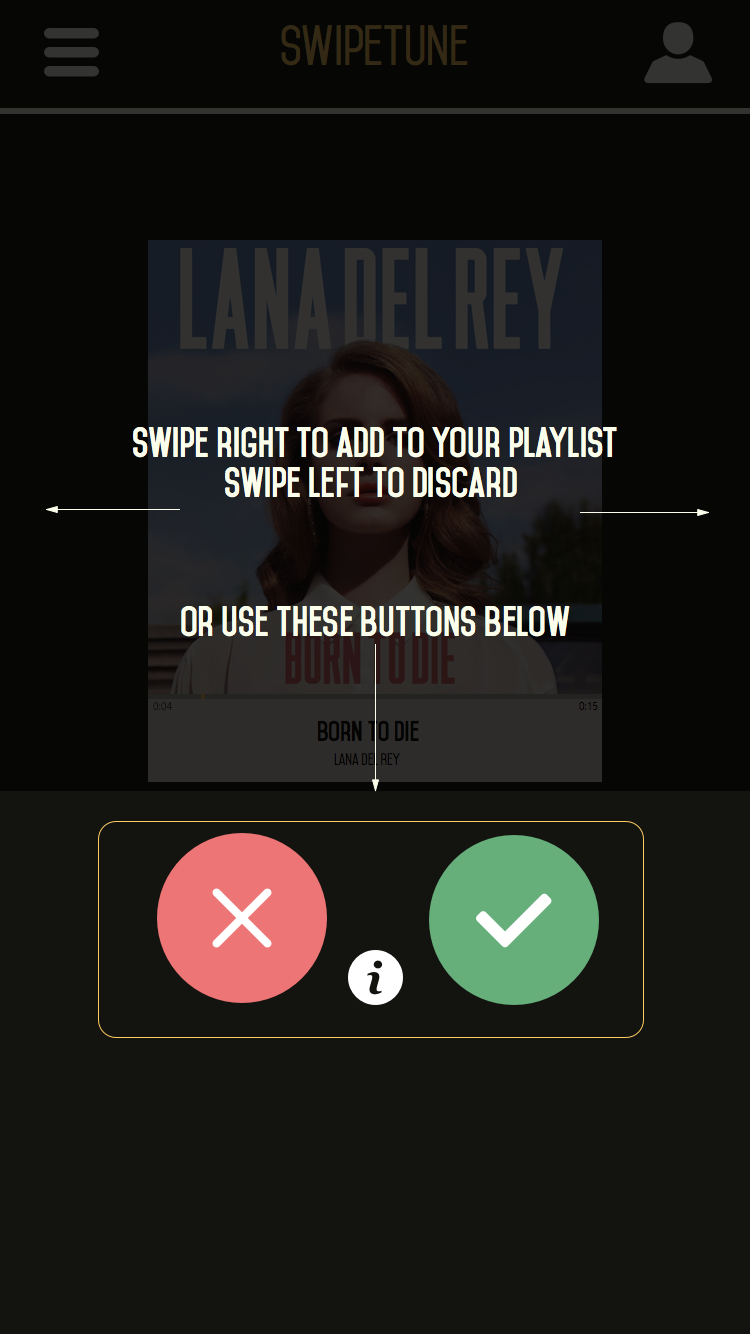 SWIPETUNE
LANA DEL REY
SWIPE RIGHT TO ADD TO YOUR PLAYLIST
SWIPE LEFT TO DISCARD
OR USE THESE BUTTONS BELOW
BORN TO DIE
0:04 0:15
BORN TO DIE
LANA DEL REY
i